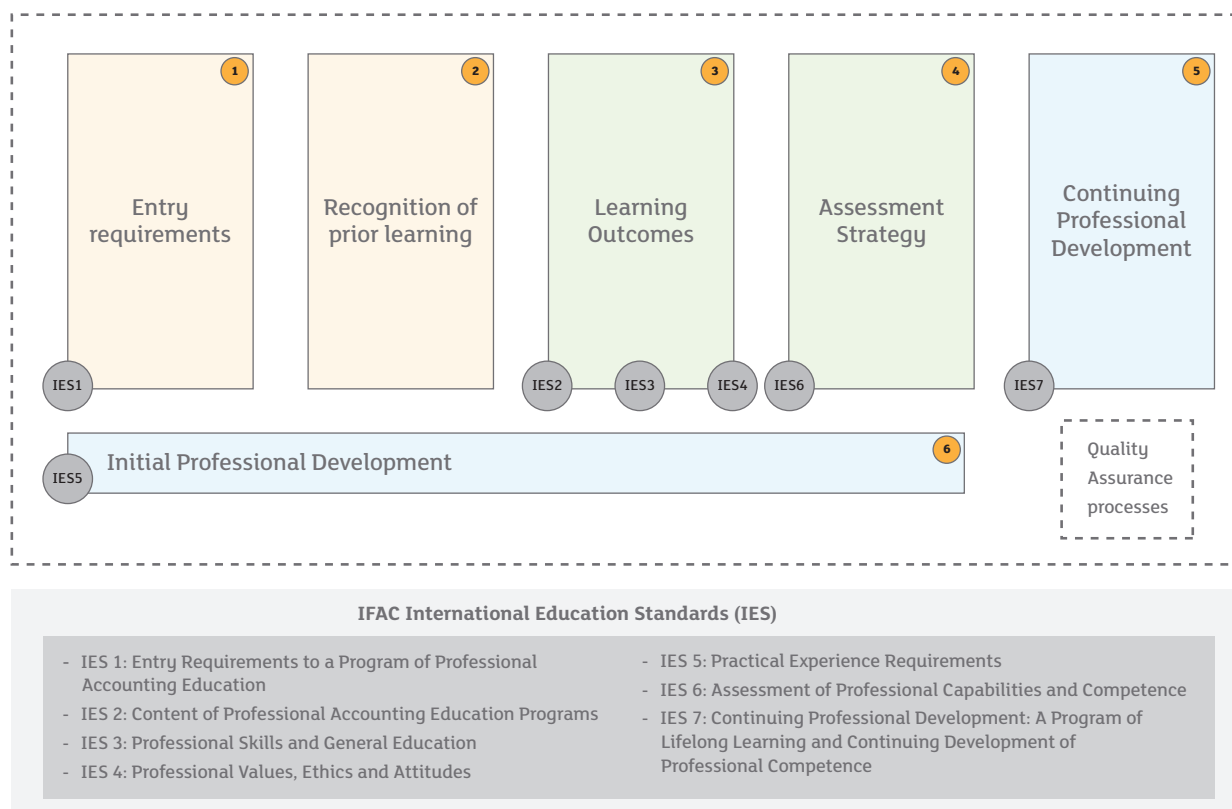 1
2
3
4
5
Entry
requirements
Recognition of
prior learning
Learning
Outcomes
Assessment
Strategy
Continuing
Professional
Development
IES1
IES2
IES3
IES4
IES6
IES7
Initial Professional Development
6
IES5
Quality
Assurance
processes
IFAC International Education Standards (IES)
- IES 1: Entry Requirements to a Program of Professional
Accounting Education
- IES 2: Content of Professional Accounting Education Programs
- IES 3: Professional Skills and General Education
- IES 4: Professional Values, Ethics and Attitudes
- IES 5: Practical Experience Requirements
- IES 6: Assessment of Professional Capabilities and Competence
- IES 7: Continuing Professional Development: A Program of
Lifelong Learning and Continuing Development of
Professional Competence